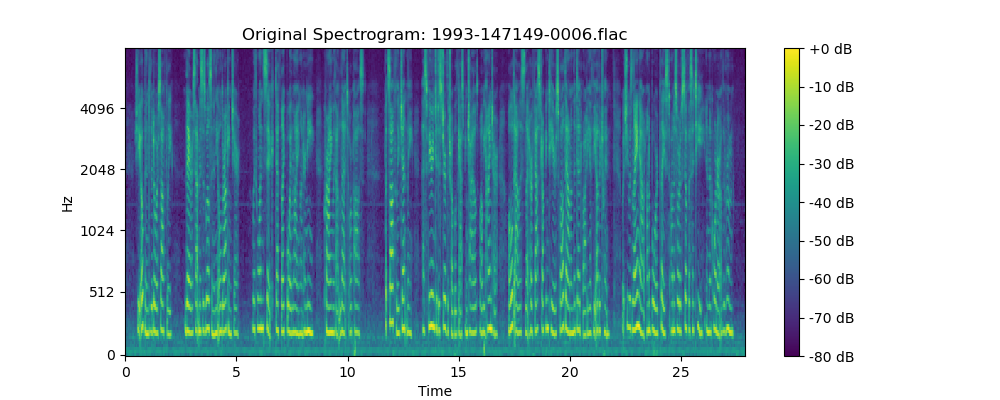 Original Spectrogram: 1993-147149-0006.flac
Hz
4096
2048
1024
512
0
0 5 10 15 20 25
Time
+0 dB
-10 dB
-20 dB
-30 dB
-40 dB
-50 dB
-60 dB
-70 dB
-80 dB